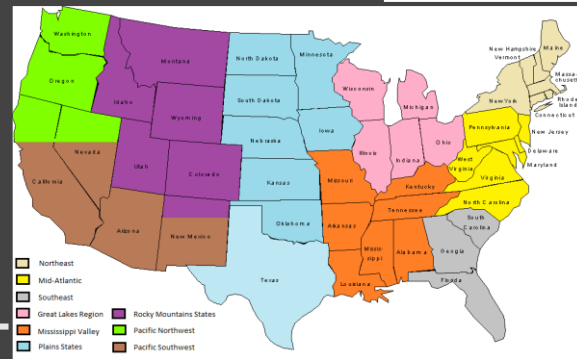 Washington
Oregon
California
Nevada
Idaho
Montana
Wyoming
Utah
Colorado
Arizona
New Mexico
North Dakota
South Dakota
Nebraska
Kansas
Oklahoma
Texas
Minnesota
Iowa
Missouri
Arkansas
Louisiana
Wisconsin
Illinois
Michigan
Indiana
Ohio
Kentucky
Tennessee
Missis-
sippi
Alabama
Georgia
Florida
South
Carolina
North Carolina
Virginia
West
Virginia
Pennsylvania
New York
New Hampshire
Vermont
Maine
Massa-
chusetts
Rhode
Island
Connecticut
New Jersey
Delaware
Maryland
Northeast
Mid-Atlantic
Southeast
Great Lakes Region
Mississippi Valley
Plains States
Rocky Mountains States
Pacific Northwest
Pacific Southwest